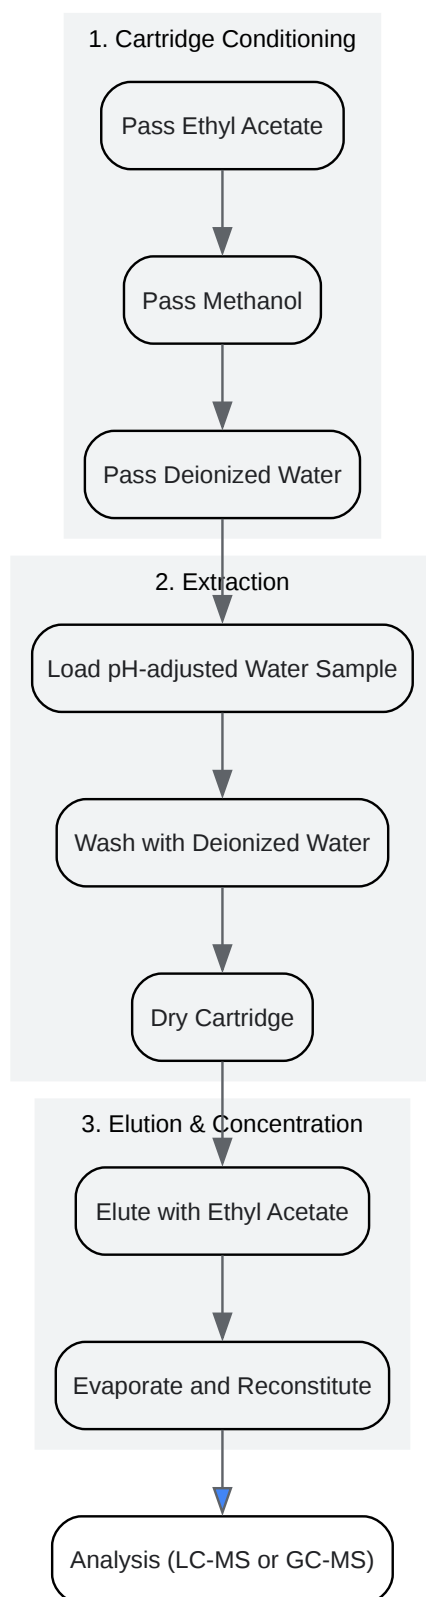 1. Cartridge Conditioning
Pass Ethyl Acetate
Pass Methanol
Pass Deionized Water
2. Extraction
Load pH-adjusted Water Sample
Wash with Deionized Water
Dry Cartridge
3. Elution & Concentration
Elute with Ethyl Acetate
Evaporate and Reconstitute
Analysis (LC-MS or GC-MS)